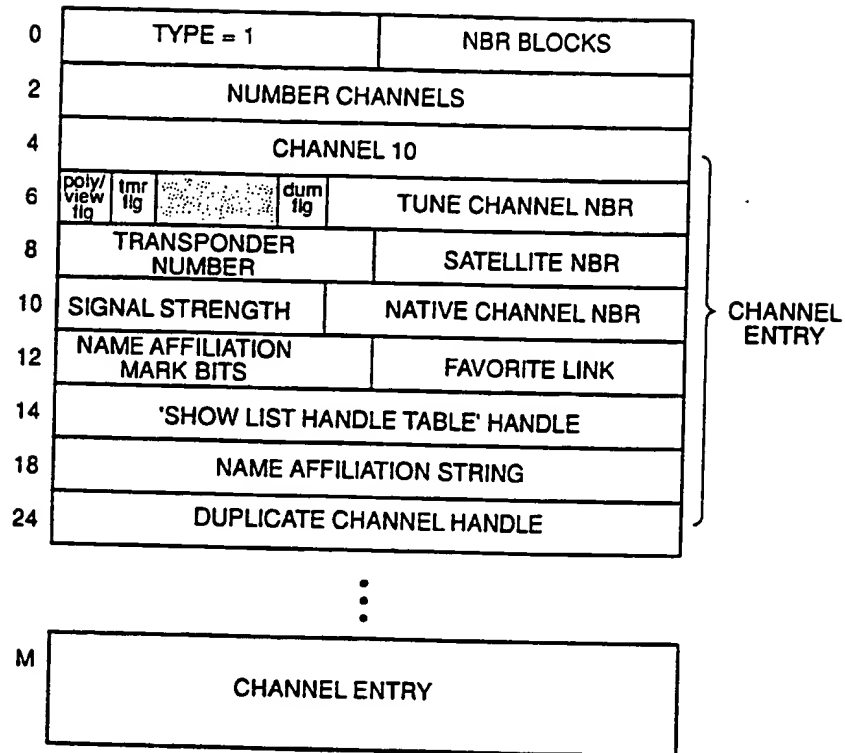 0 TYPE = 1 NBR BLOCKS
2 NUMBER CHANNELS
4 CHANNEL 10
6 poly/ view flg tmr flg dum flg TUNE CHANNEL NBR
8 TRANSPONDER NUMBER SATELLITE NBR
10 SIGNAL STRENGTH NATIVE CHANNEL NBR
12 NAME AFFILIATION MARK BITS FAVORITE LINK
14 'SHOW LIST HANDLE TABLE' HANDLE
18 NAME AFFILIATION STRING
24 DUPLICATE CHANNEL HANDLE
CHANNEL
ENTRY
M CHANNEL ENTRY